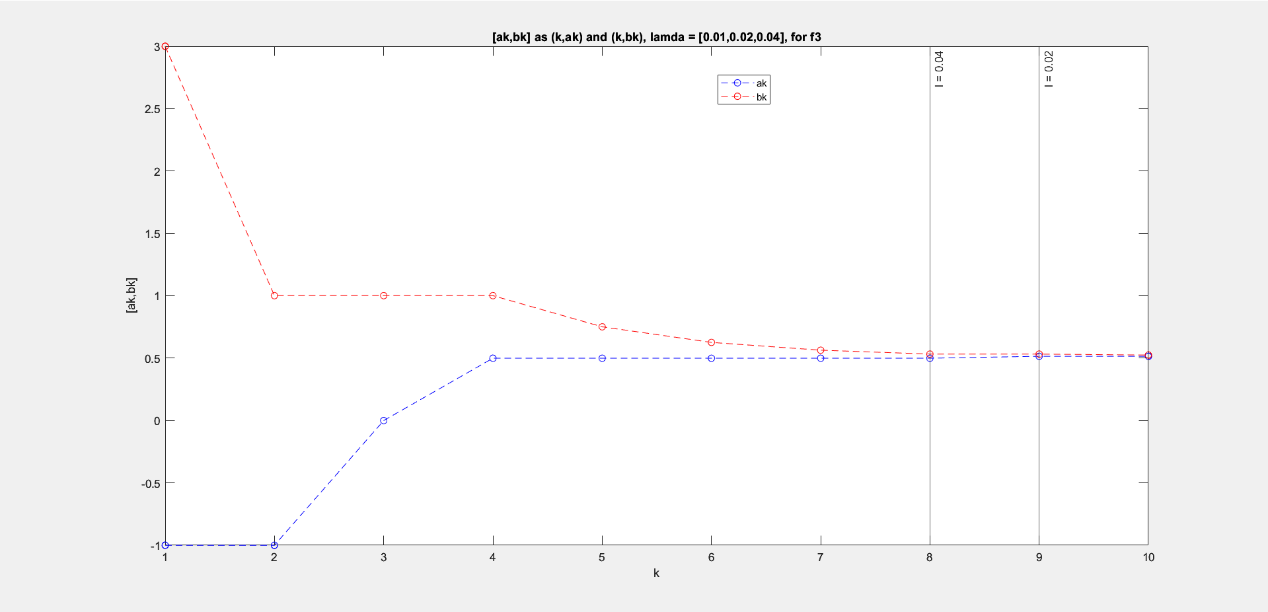 [ak,bk] as (k,ak) and (k,bk), lamda = [0.01,0.02,0.04], for f3
3
2.5
2
1.5
1
0.5
0
-0.5
-1
[ak,bk]
ak
bk
l = 0.04
l = 0.02
1 2 3 4 5 6 7 8 9 10
k